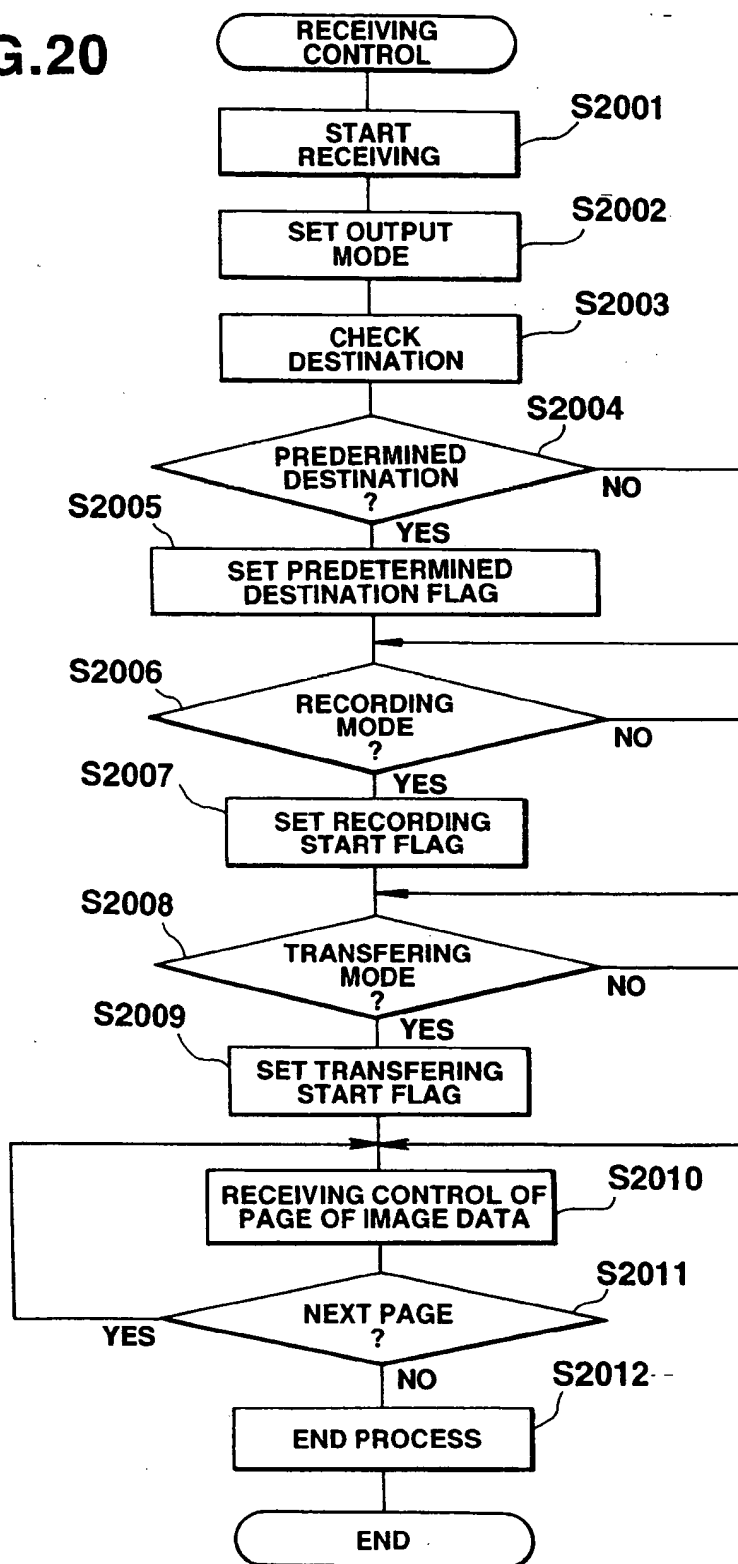 G.20
RECEIVING
CONTROL
S2001
START
RECEIVING
S2002
SET OUTPUT
MODE
S2003
CHECK
DESTINATION
S2004
PREDERMINED
DESTINATION
?
NO
YES
S2005
SET PREDETERMINED
DESTINATION FLAG
S2006
RECORDING
MODE
?
NO
YES
S2007
SET RECORDING
START FLAG
S2008
TRANSFERING
MODE
?
NO
YES
S2009
SET TRANSFERING
START FLAG
S2010
RECEIVING CONTROL OF
PAGE OF IMAGE DATA
S2011
NEXT PAGE
?
YES
NO
S2012
END PROCESS
END